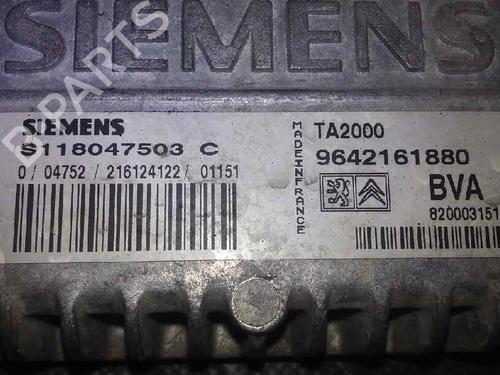 SIEMENS
B-PARTS
SIEMENS
S118047503 C
0 / 04752 / 216124122 / 01151
MADE IN FRANCE
TA2000
9642161880
BVA
820003151